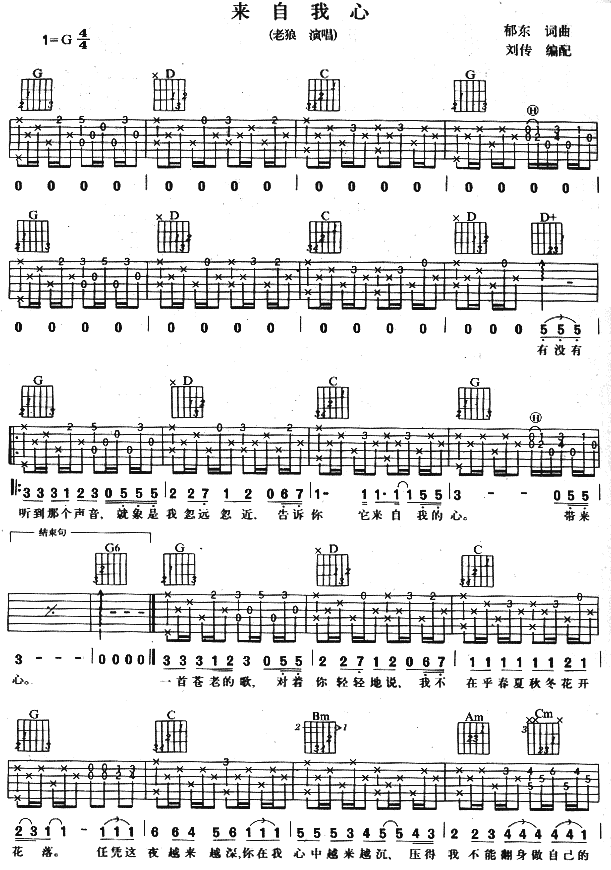 来自我心
1=G 4/4
(老狼 演唱)
郁东 词曲
刘传 编配
G D C G
0 0 0 0 | 0 0 0 0 | 0 0 0 0 | 0 0 0 0
G D C D D+
0 0 0 0 | 0 0 0 0 | 0 0 0 0 | 0 0 0 5 5 5
有没有
G D C G
3 3 3 1 2 3 0 5 5 5 5 | 2 2 7 1 2 0 6 7 | 1· 1 1· 1 1 5 5 | 3 - - 0 5 5
听到那个声音,就象是我忽远忽近,告诉你 它来自我的心。 带来
结束句
G6 G D C
3 - - - | 0 0 0 0 | 3 3 3 1 2 3 0 5 5 | 2 2 7 1 2 0 6 7 | 1 1 1 1 1 1 2 1
心。 一首苍老的歌,对着你轻轻地说,我不在乎春夏秋冬花开
G C Bm Am Cm
2 3 1 1 - 1 1 1 | 6 6 1 2 2 1 1 1 | 5 5 5 5 5 5 4 3 | 2 2 2 3 4 4 4 4
花落。 任凭这夜越来越深,你在我心中越来越沉,压得我不能翻身做自己的